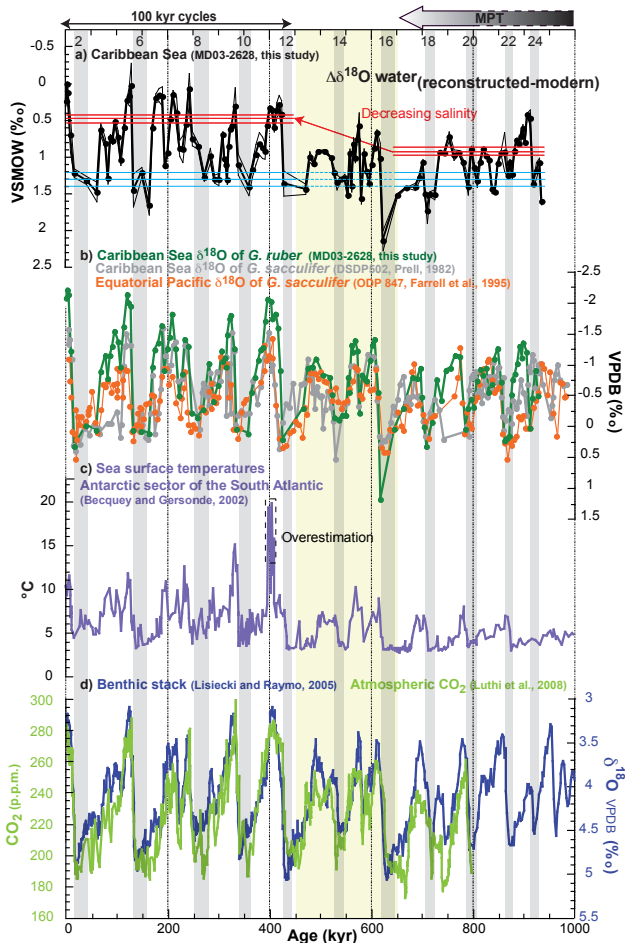 100 kyr cycles
MPT
2 4 6 8 10 12 14 16 18 20 22 24
a) Caribbean Sea (MD03-2628, this study)
Δδ18O water(reconstructed-modern)
Decreasing salinity
VSMOW (‰)
-0.5
0
0.5
1.0
1.5
2
2.5
b) Caribbean Sea δ18O of G. ruber (MD03-2628, this study)
Caribbean Sea δ18O of G. sacculifer (DSDP502, Prell, 1982)
Equatorial Pacific δ18O of G. sacculifer (ODP 847, Farrell et al., 1995)
-2.5
-2
-1.5
-1
-0.5
0
0.5
1
1.5
VPDB (‰)
c) Sea surface temperatures
Antarctic sector of the South Atlantic
(Becquey and Gersonde, 2002)
Overestimation
°C
20
15
10
5
0
d) Benthic stack (Lisiecki and Raymo, 2005)
Atmospheric CO2 (Luthi et al., 2008)
CO2 (p.p.m.)
300
280
260
240
220
200
180
160
3
3.5
4
4.5
5
5.5
δ18O VPDB (‰)
0 200 400 600 800 1000
Age (kyr)